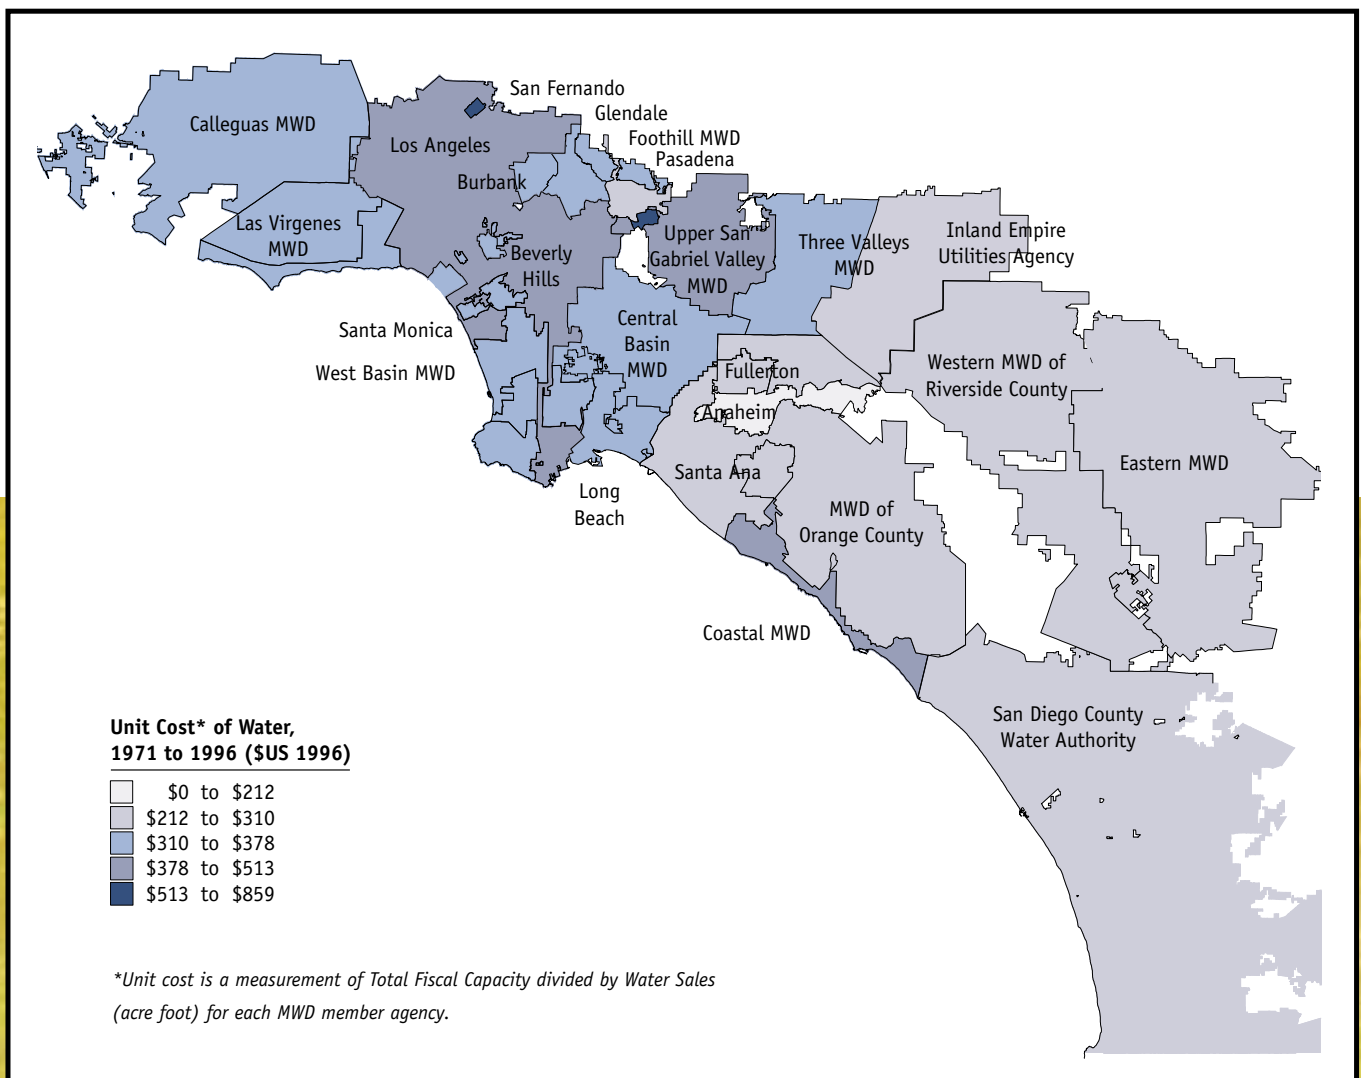 San Fernando
Glendale
Foothill MWD
Pasadena
Calleguas MWD
Los Angeles
Burbank
Las Virgenes
MWD
Beverly
Hills
Upper San
Gabriel Valley
MWD
Three Valleys
MWD
Inland Empire
Utilities Agency
Santa Monica
West Basin MWD
Central
Basin
MWD
Fullerton
Anaheim
Western MWD of
Riverside County
Eastern MWD
Santa Ana
Long
Beach
MWD of
Orange County
Coastal MWD
San Diego County
Water Authority
Unit Cost* of Water,
1971 to 1996 ($US 1996)
$0 to $212
$212 to $310
$310 to $378
$378 to $513
$513 to $859
*Unit cost is a measurement of Total Fiscal Capacity divided by Water Sales
(acre foot) for each MWD member agency.